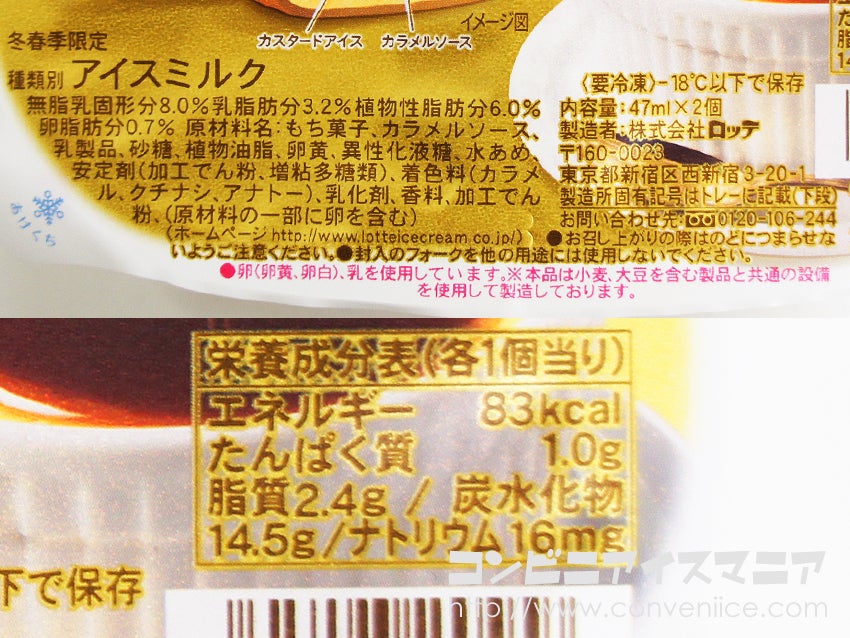 イメージ図
カスタードアイス カラメルソース
冬春季限定
種類別 アイスミルク
無脂乳固形分8.0% 乳脂肪分3.2% 植物性脂肪分6.0%
卵脂肪分0.7% 原材料名:もち菓子、カラメルソース、
乳製品、砂糖、植物油脂、卵黄、異性化液糖、水あめ、
安定剤(加工でん粉、増粘多糖類)、着色料(カラメ
ル、クチナシ、アナトー)、乳化剤、香料、加工でん
粉、(原材料の一部に卵を含む)
(ホームページ http://www.lotteicecream.co.jp/)
〈要冷凍〉-18℃以下で保存
内容量:47ml×2個
製造者:株式会社ロッテ
〒160-0023
東京都新宿区西新宿3-20-1
製造所固有記号はトレーに記載(下段)
お問い合わせ先 0120-106-244
●お召し上がりの際はのどにつまらせな
いようご注意ください。●封入のフォークを他の用途には使用しないでください。
●卵(卵黄、卵白)、乳を使用しています。※本品は小麦、大豆を含む製品と共通の設備
を使用して製造しております。
あけくち
栄養成分表(各1個当り)
エネルギー 83kcal
たんぱく質 1.0g
脂質2.4g / 炭水化物
14.5g /ナトリウム16mg
下で保存
コンビニアイスマニア
http://www.conveniice.com/